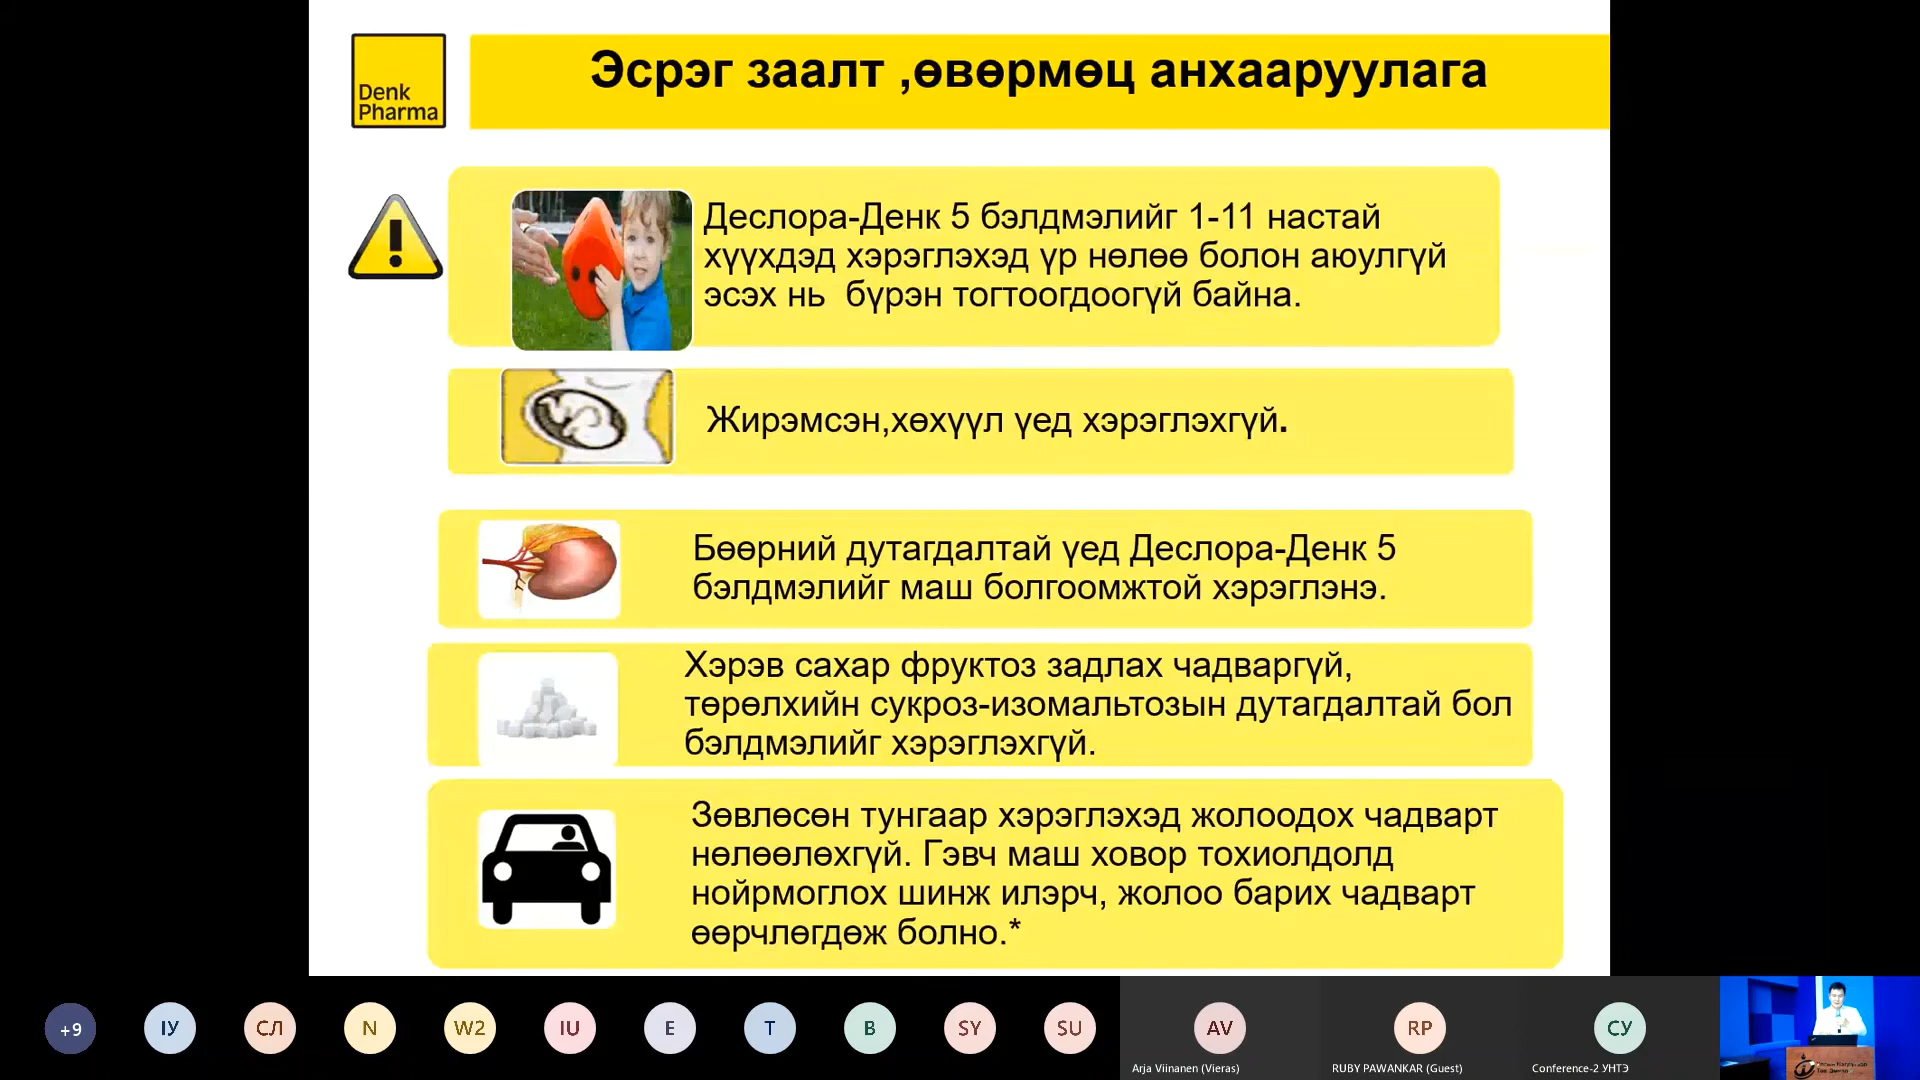 Denk
Pharma
Эсрэг заалт ,өвөрмөц анхааруулага
Деслора-Денк 5 бэлдмэлийг 1-11 настай
хүүхдэд хэрэглэхэд үр нөлөө болон аюулгүй
эсэх нь  бүрэн тогтоогдоогүй байна.
Жирэмсэн,хөхүүл үед хэрэглэхгүй.
Бөөрний дутагдалтай үед Деслора-Денк 5
бэлдмэлийг маш болгоомжтой хэрэглэнэ.
Хэрэв сахар фруктоз задлах чадваргүй,
төрөлхийн сукроз-изомальтозын дутагдалтай бол
бэлдмэлийг хэрэглэхгүй.
Зөвлөсөн тунгаар хэрэглэхэд жолоодох чадварт
нөлөөлөхгүй. Гэвч маш ховор тохиолдолд
нойрмоглох шинж илэрч, жолоо барих чадварт
өөрчлөгдөж болно.*
+9
ІУ
СЛ
N
W2
IU
E
T
B
SY
SU
AV
RP
СУ
Arja Viinanen (Vieras)
RUBY PAWANKAR (Guest)
Conference-2 УНТЭ